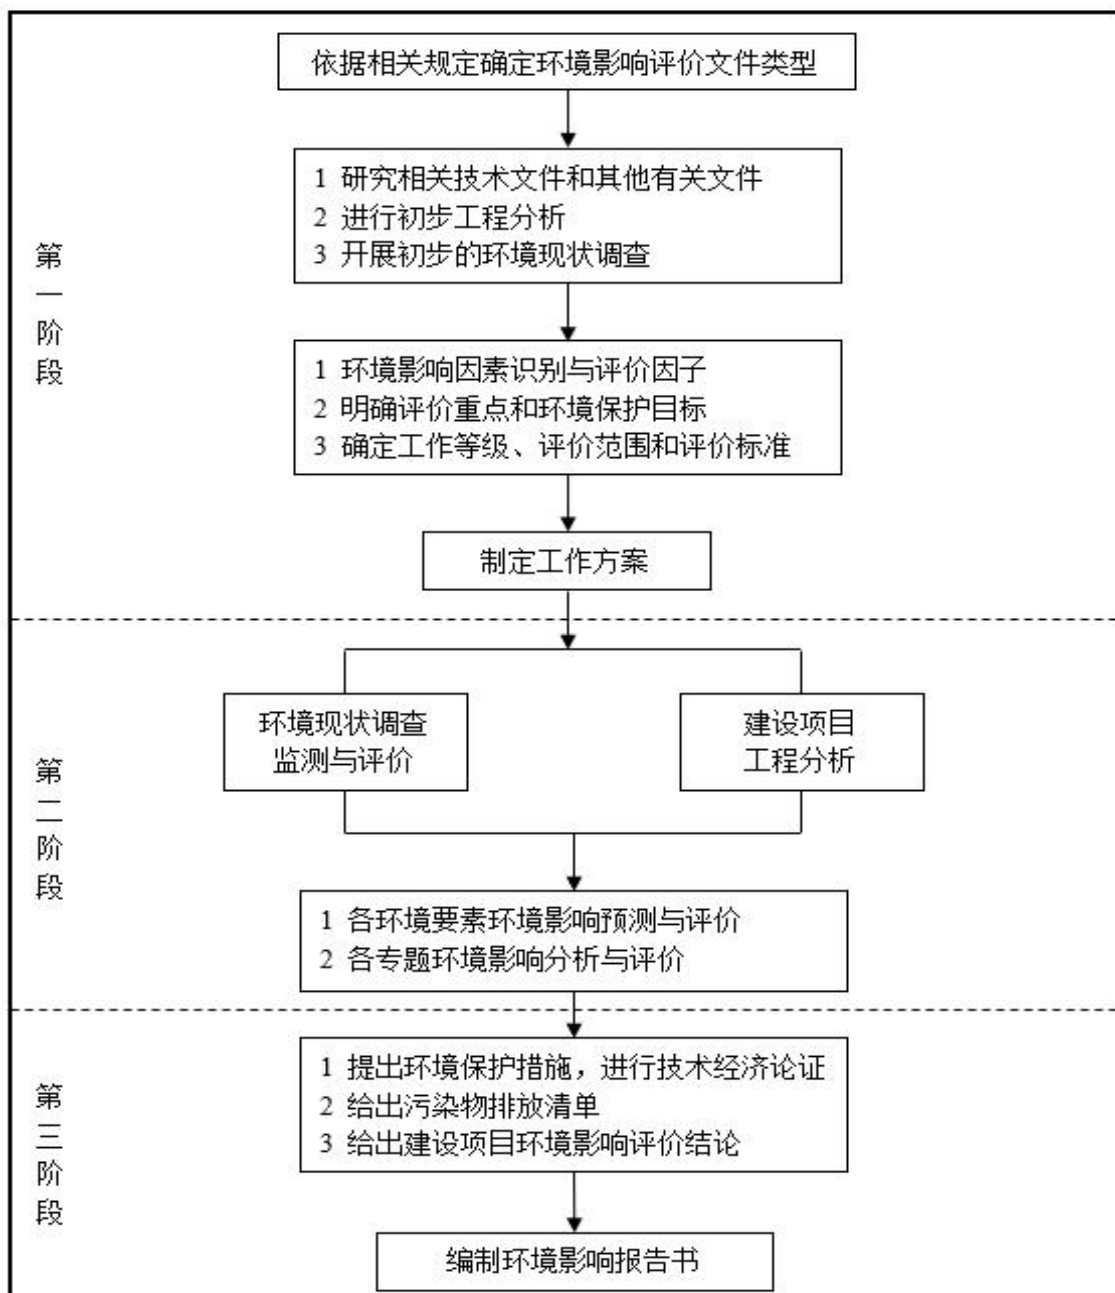 依据相关规定确定环境影响评价文件类型
1 研究相关技术文件和其他有关文件
2 进行初步工程分析
3 开展初步的环境现状调查
第一阶段
1 环境影响因素识别与评价因子
2 明确评价重点和环境保护目标
3 确定工作等级、评价范围和评价标准
制定工作方案
环境现状调查
监测与评价
建设项目
工程分析
第二阶段
1 各环境要素环境影响预测与评价
2 各专题环境影响分析与评价
1 提出环境保护措施，进行技术经济论证
2 给出污染物排放清单
3 给出建设项目环境影响评价结论
第三阶段
编制环境影响报告书